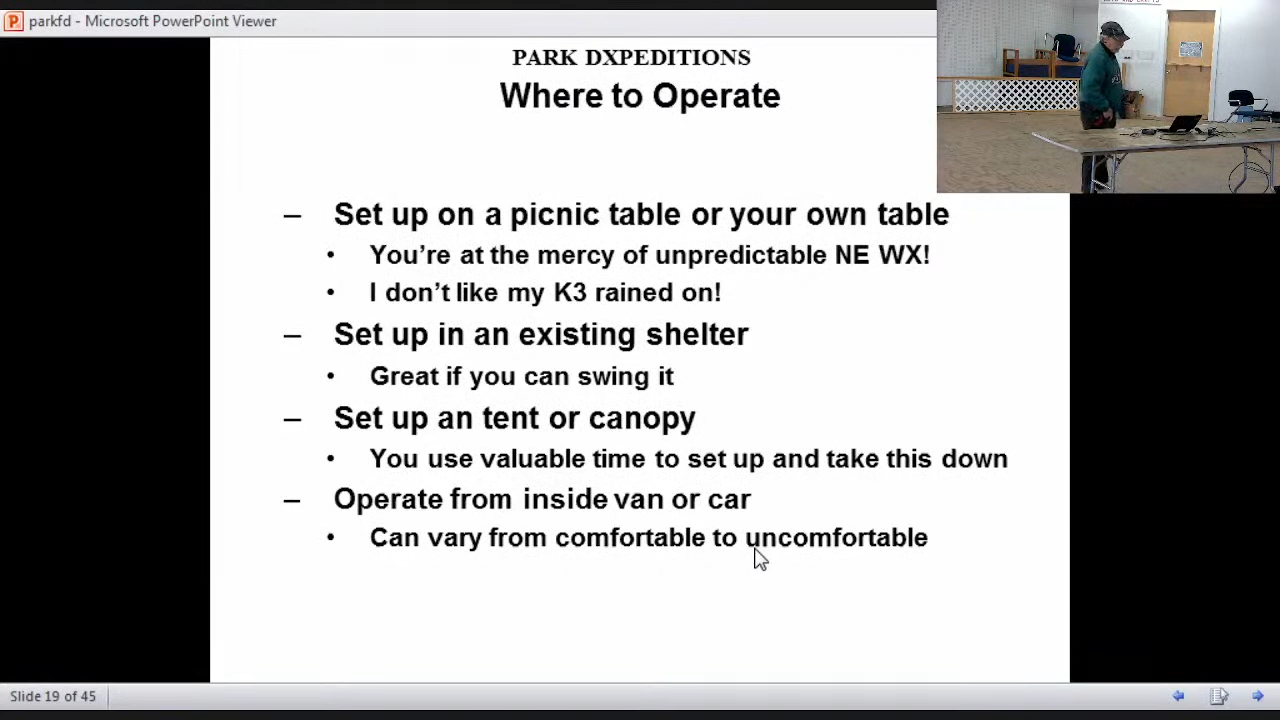 parkfd - Microsoft PowerPoint Viewer
PARK DXPEDITIONS
Where to Operate
– Set up on a picnic table or your own table
• You're at the mercy of unpredictable NE WX!
• I don't like my K3 rained on!
– Set up in an existing shelter
• Great if you can swing it
– Set up an tent or canopy
• You use valuable time to set up and take this down
– Operate from inside van or car
• Can vary from comfortable to uncomfortable
Slide 19 of 45